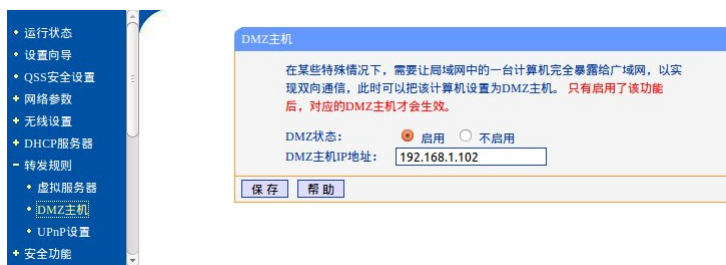 运行状态
设置向导
QSS安全设置
网络参数
无线设置
DHCP服务器
转发规则
虚拟服务器
DMZ主机
UPnP设置
安全功能
DMZ主机
在某些特殊情况下，需要让局域网中的一台计算机完全暴露给广域网，以实
现双向通信，此时可以把该计算机设置为DMZ主机。 只有启用了该功能
后，对应的DMZ主机才会生效。
DMZ状态： 启用 不启用
DMZ主机IP地址： 192.168.1.102
保存 帮助